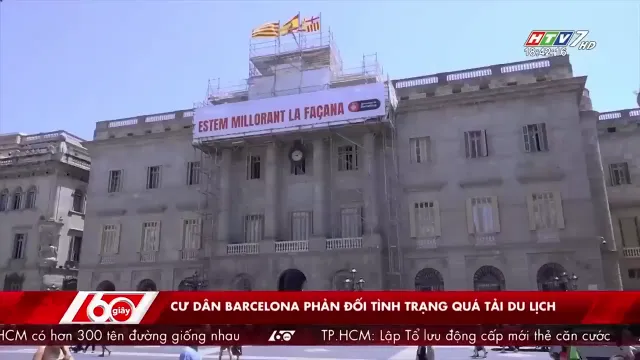 HTV7 HD
ESTEM MILLORANT LA FAÇANA
60 giây
CƯ DÂN BARCELONA PHẢN ĐỐI TÌNH TRẠNG QUÁ TẢI DU LỊCH
HCM có hơn 300 tên đường giống nhau
60
TP.HCM: Lập Tổ lưu động cấp mới thẻ căn cước